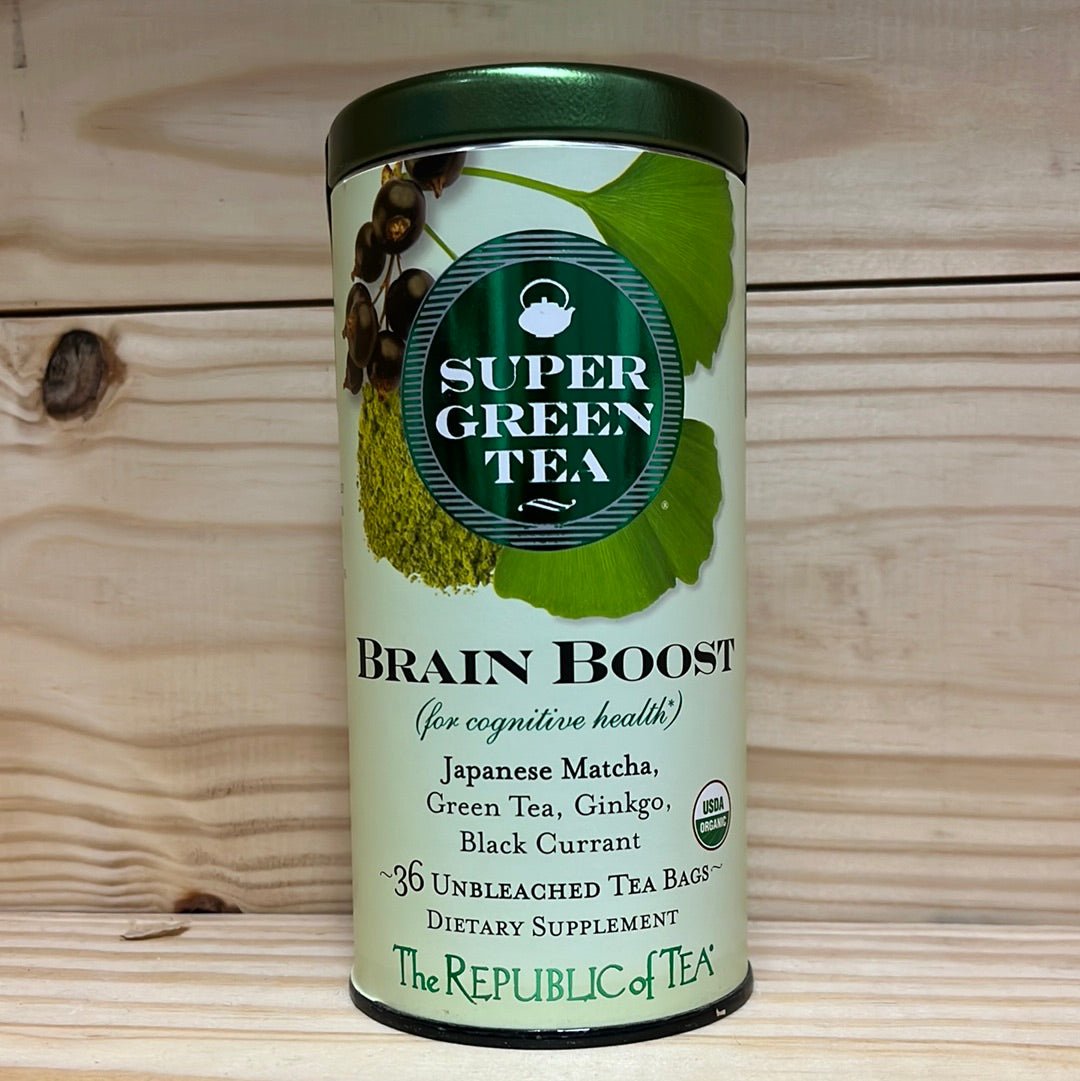 SUPER
GREEN
TEA
®
BRAIN BOOST
(for cognitive health*)
Japanese Matcha,
Green Tea, Ginkgo,
Black Currant
USDA
ORGANIC
~36 UNBLEACHED TEA BAGS~
DIETARY SUPPLEMENT
The REPUBLIC of TEA®